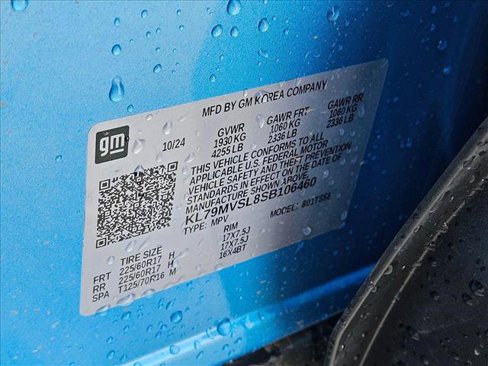 MFD BY GM KOREA COMPANY
gm
10/24
GVWR GAWR FRT GAWR RR
1930 KG 1060 KG 1060 KG
4255 LB 2336 LB 2336 LB
THIS VEHICLE CONFORMS TO ALL
APPLICABLE U.S. FEDERAL MOTOR
VEHICLE SAFETY AND THEFT PREVENTION
STANDARDS IN EFFECT ON THE DATE OF
MANUFACTURE SHOWN ABOVE.
KL79MVSL8SB106460
TYPE: MPV MODEL:
TIRE SIZE RIM
FRT 225/60R17 H 17X7.5J
RR 225/60R17 H 17X7.5J
SPA T125/70R16 M 16X4BT